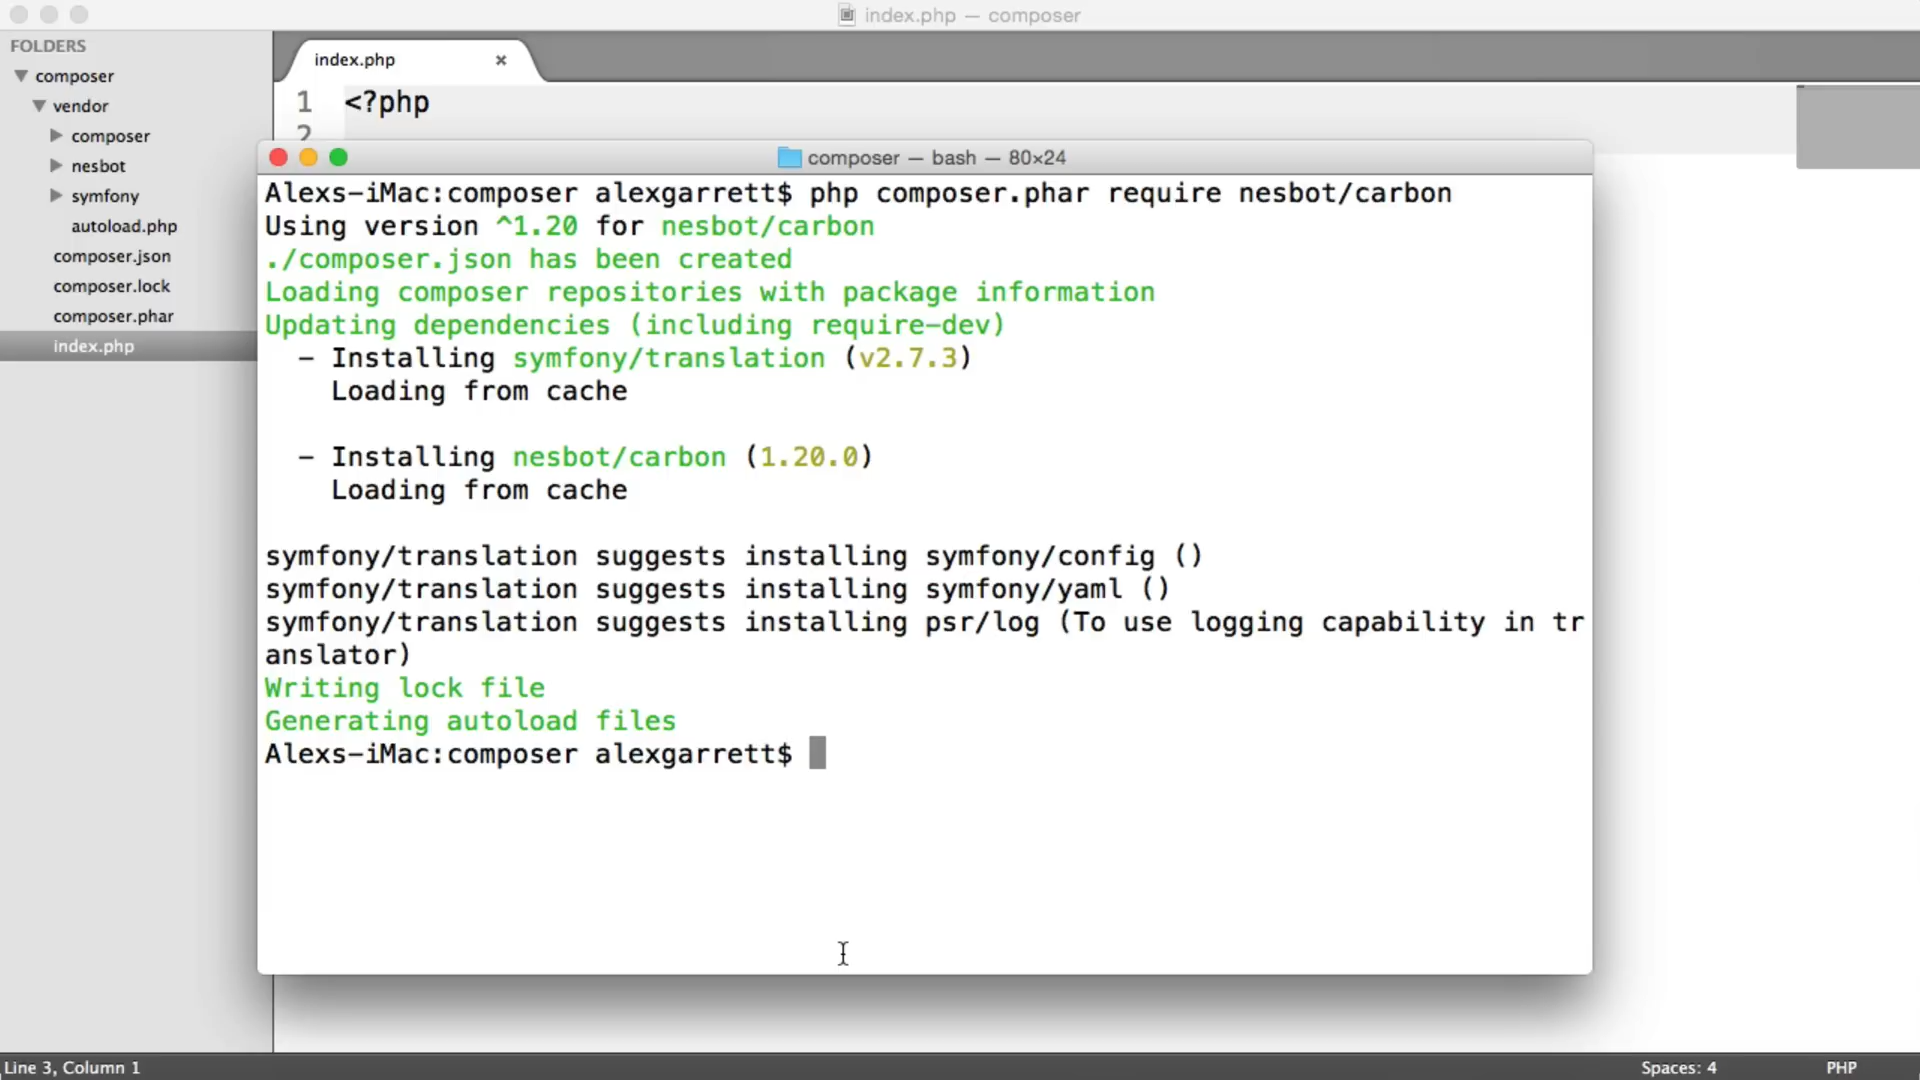 index.php — composer
FOLDERS
composer
vendor
composer
nesbot
symfony
autoload.php
composer.json
composer.lock
composer.phar
index.php
index.php
1 <?php
2
composer — bash — 80×24
Alexs-iMac:composer alexgarrett$ php composer.phar require nesbot/carbon
Using version ^1.20 for nesbot/carbon
./composer.json has been created
Loading composer repositories with package information
Updating dependencies (including require-dev)
- Installing symfony/translation (v2.7.3)
Loading from cache
- Installing nesbot/carbon (1.20.0)
Loading from cache
symfony/translation suggests installing symfony/config ()
symfony/translation suggests installing symfony/yaml ()
symfony/translation suggests installing psr/log (To use logging capability in tr
anslator)
Writing lock file
Generating autoload files
Alexs-iMac:composer alexgarrett$
Line 3, Column 1
Spaces: 4
PHP